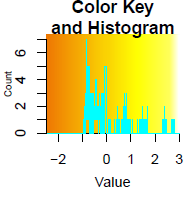 Color Key
and Histogram
Count
0 2 4 6
-2 0 1 2 3
Value